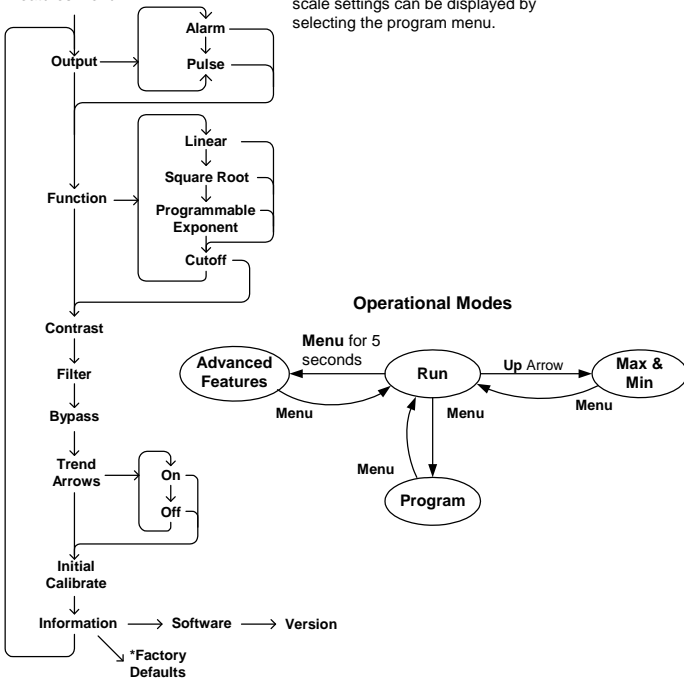 scale settings can be displayed by
selecting the program menu.
Alarm
Output
Pulse
Linear
Square Root
Function
Programmable
Exponent
Cutoff
Contrast
Filter
Bypass
Trend
Arrows
On
Off
Initial
Calibrate
Information
Software
Version
*Factory
Defaults
Operational Modes
Menu for 5
seconds
Advanced
Features
Run
Up Arrow
Max &
Min
Menu
Menu
Menu
Menu
Program